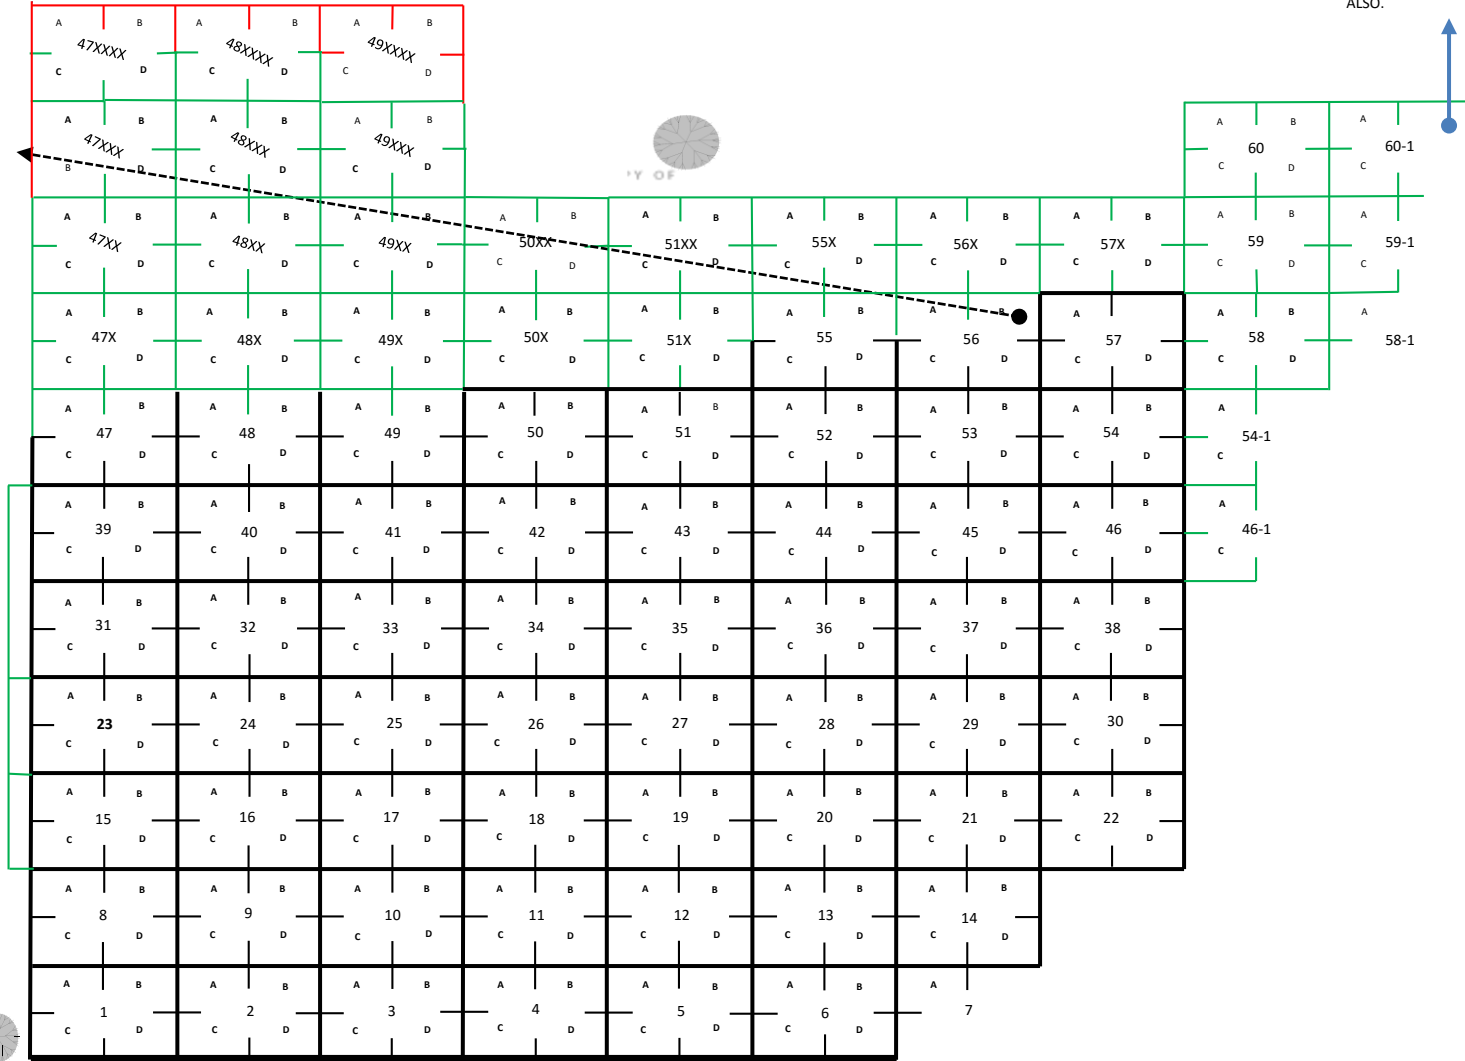 ALSO.
A B A B A B
47XXXX 48XXXX 49XXXX
C D C D C D
A B A B A B A B A
47XXX 48XXX 49XXX 60 60-1
B D C D C D C D C
'Y OF
A B A B A B A B A B A B A B A B A B A
47XX 48XX 49XX 50XX 51XX 55X 56X 57X 59 59-1
C D C D C D C D C D C D C D C D C D C
A B A B A B A B A B A B A A B A
47X 48X 49X 50X 51X 55 56 57 58 58-1
C D C D C D C D C D C D C D C D C D
A B A B A B A B A B A B A B A B A
47 48 49 50 51 52 53 54 54-1
C D C D C D C D C D C D C D C D C
A B A B A B A B A B A B A B A B A
39 40 41 42 43 44 45 46 46-1
C D C D C D C D C D C D C D C D C
A B A B A B A B A B A B A B A B
31 32 33 34 35 36 37 38
C D C D C D C D C D C D C D C D
A B A B A B A B A B A B A B A B
23 24 25 26 27 28 29 30
C D C D C D C D C D C D C D C D
A B A B A B A B A B A B A B A B
15 16 17 18 19 20 21 22
C D C D C D C D C D C D C D C D
A B A B A B A B A B A B A B
8 9 10 11 12 13 14
C D C D C D C D C D C D C D
A B A B A B A B A B A B A
1 2 3 4 5 6 7
C D C D C D C D C D C D